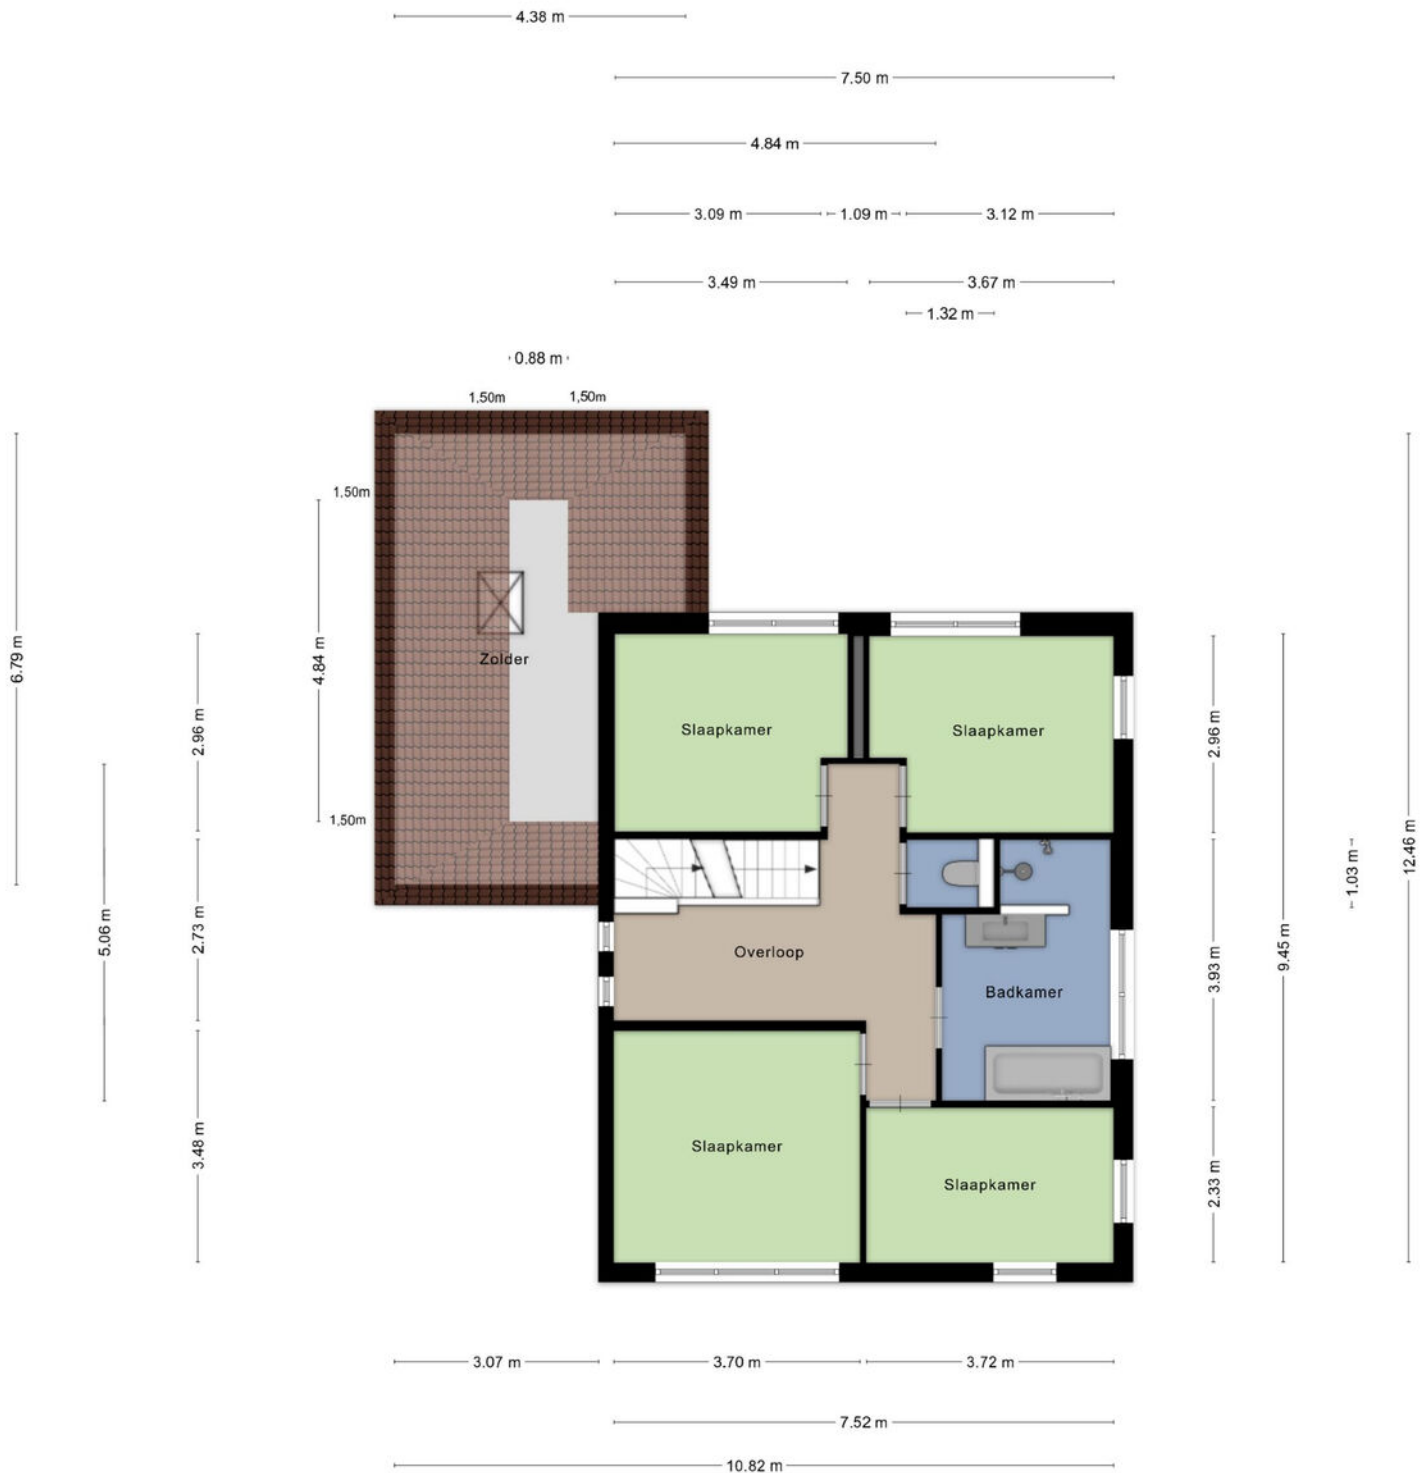 4.38 m
7.50 m
4.84 m
3.09 m
1.09 m
3.12 m
3.49 m
3.67 m
1.32 m
0.88 m
1,50m
1,50m
1,50m
6.79 m
4.84 m
Zolder
2.96 m
Slaapkamer
Slaapkamer
2.96 m
1,50m
12.46 m
1.03 m
5.06 m
2.73 m
Overloop
9.45 m
3.93 m
Badkamer
3.48 m
Slaapkamer
Slaapkamer
2.33 m
3.07 m
3.70 m
3.72 m
7.52 m
10.82 m